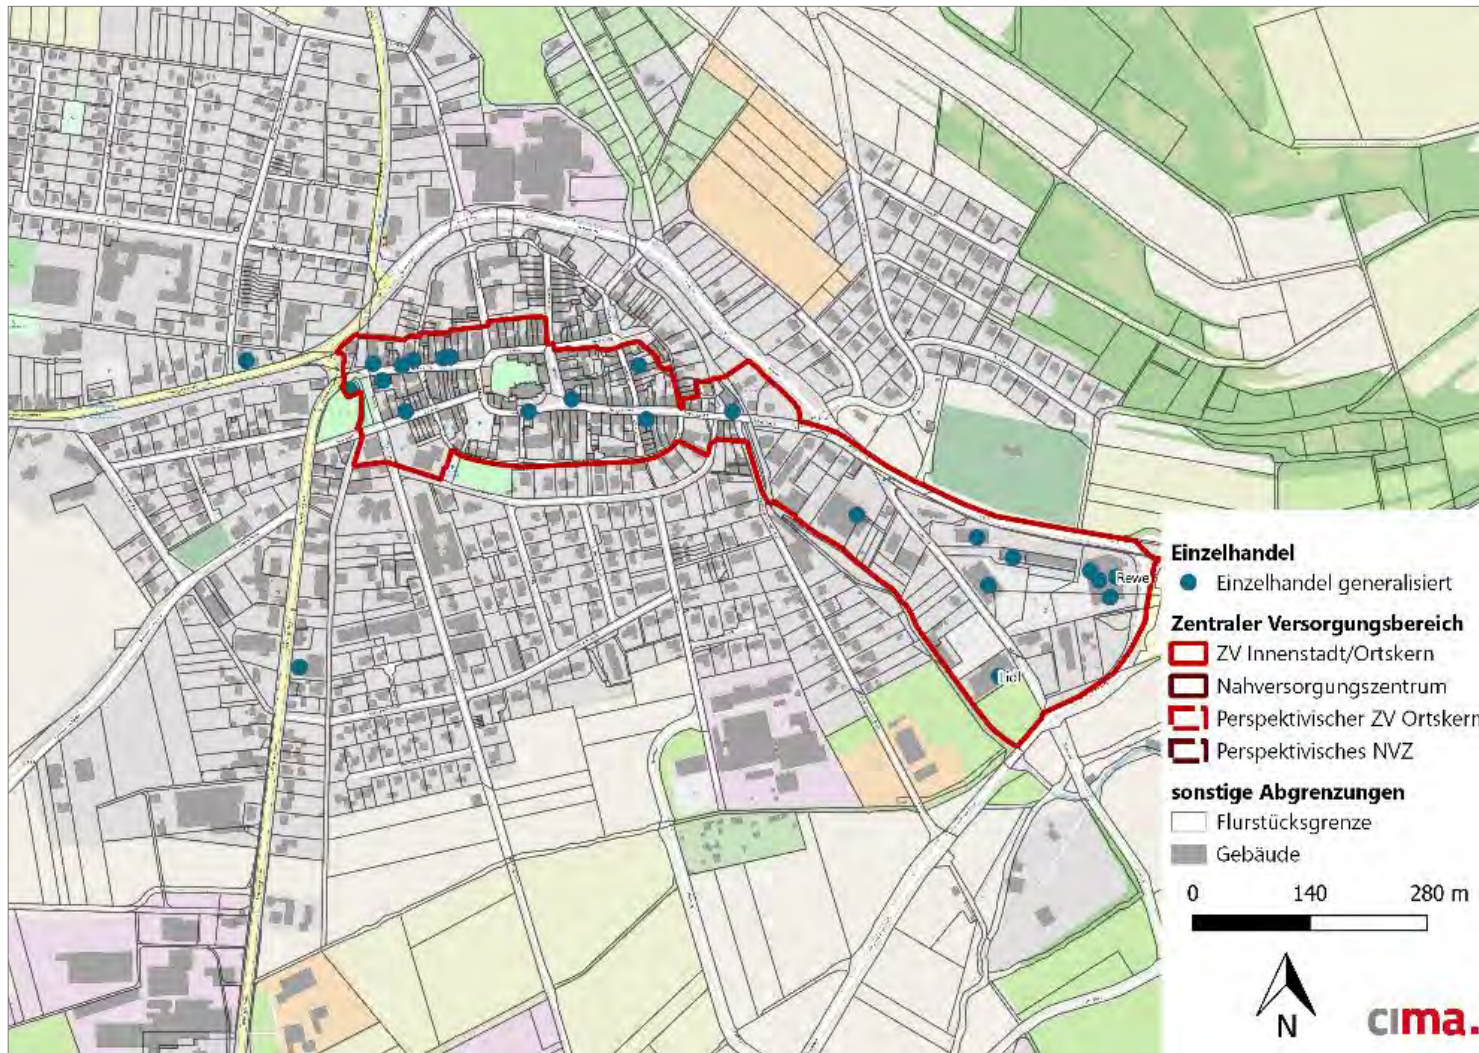 Rewe
Lidl
Einzelhandel
Einzelhandel generalisiert
Zentraler Versorgungsbereich
ZV Innenstadt/Ortskern
Nahversorgungszentrum
Perspektivischer ZV Ortskern
Perspektivisches NVZ
sonstige Abgrenzungen
Flurstücksgrenze
Gebäude
0 140 280 m
N
cima.